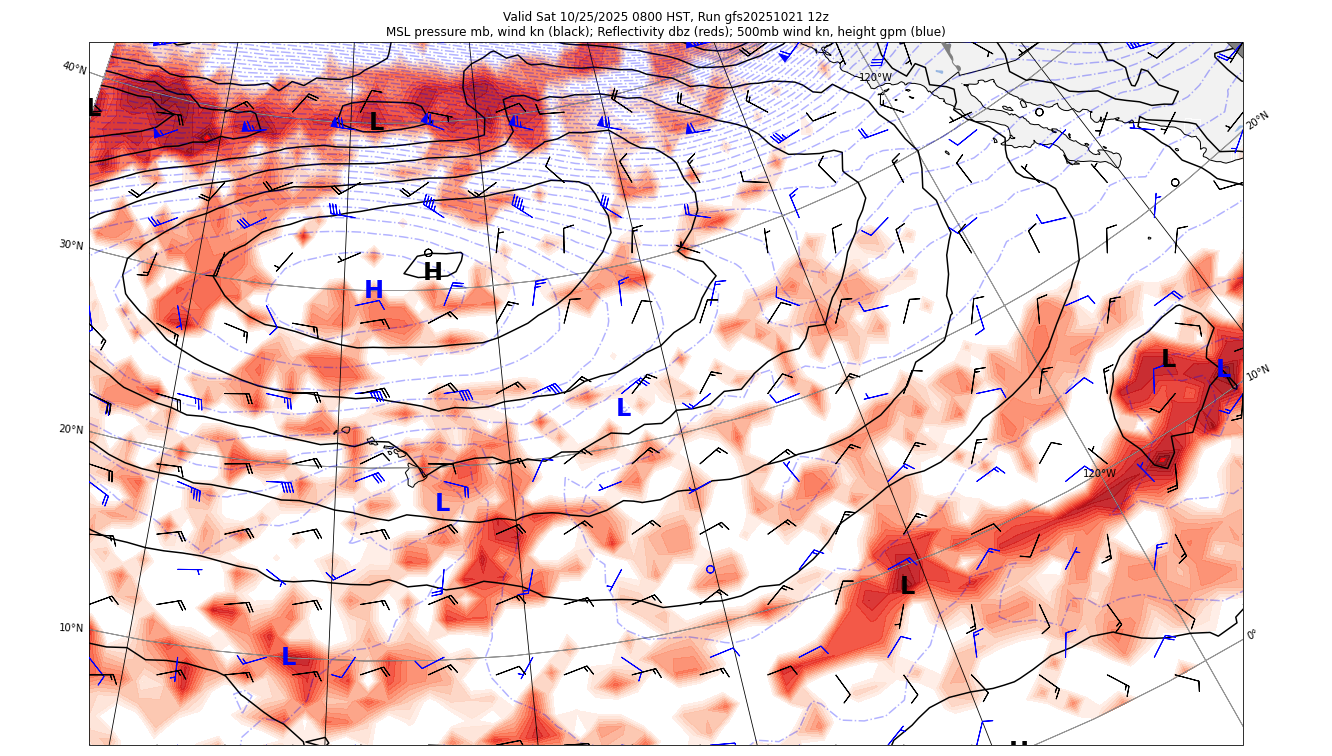 Valid Sat 10/25/2025 0800 HST, Run gfs20251021 12z
MSL pressure mb, wind kn (black); Reflectivity dbz (reds); 500mb wind kn, height gpm (blue)
40°N
120°W
20°N
L
L
30°N
H
H
L
L
10°N
L
20°N
120°W
L
L
10°N
L
0°
H